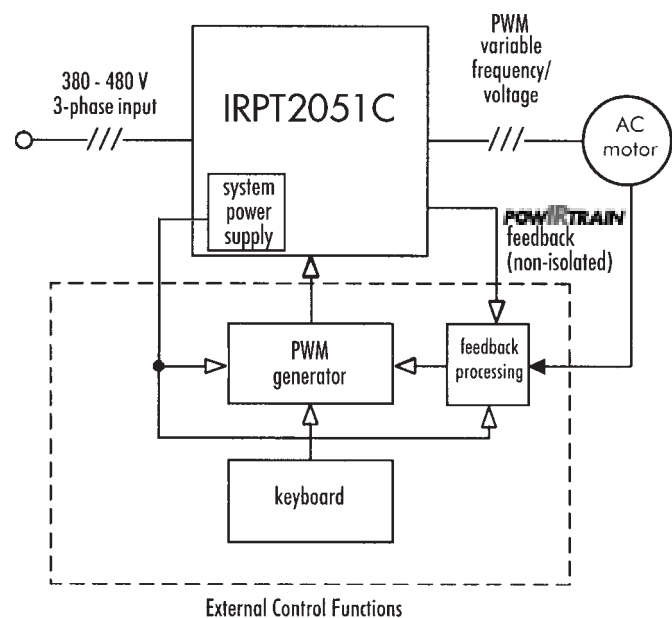 380 - 480 V
3-phase input
IRPT2051C
PWM
variable
frequency/
voltage
AC
motor
system
power
supply
POWIRTRAIN
feedback
(non-isolated)
PWM
generator
feedback
processing
keyboard
External Control Functions